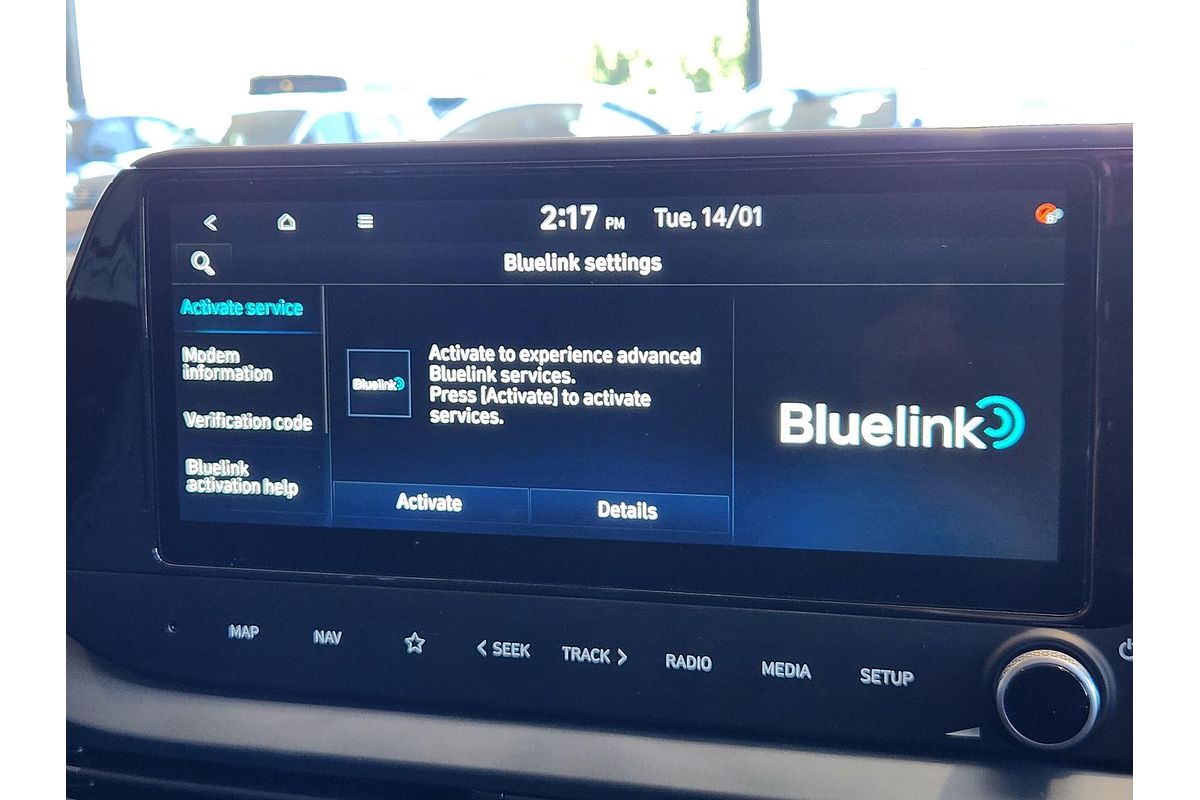 2:17 PM Tue, 14/01
Bluelink settings
Activate service
Modem
information
Verification code
Bluelink
activation help
Bluelink
Activate to experience advanced
Bluelink services.
Press [Activate] to activate
services.
Activate
Details
Bluelink
MAP
NAV
SEEK
TRACK
RADIO
MEDIA
SETUP